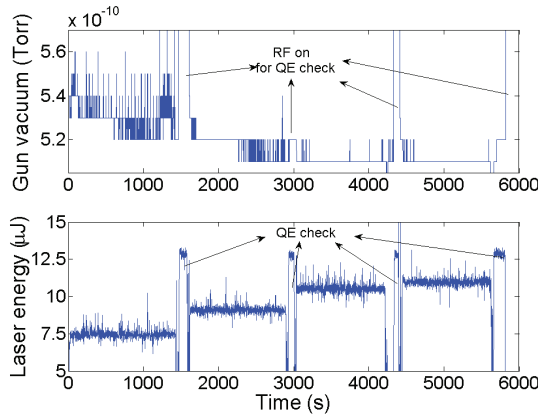 x 10^-10
Gun vacuum (Torr)
5.6
5.4
5.2
RF on
for QE check
0 1000 2000 3000 4000 5000 6000
Laser energy (μJ)
15
12.5
10
7.5
5
QE check
0 1000 2000 3000 4000 5000 6000
Time (s)